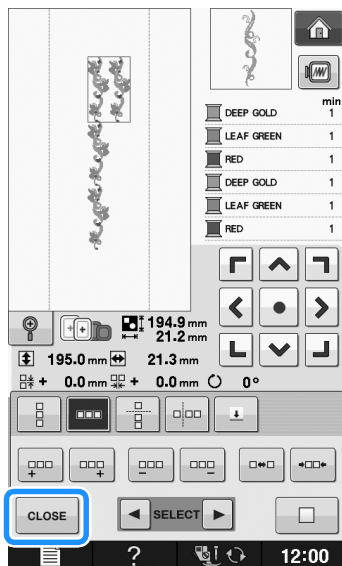 min
DEEP GOLD 1
LEAF GREEN 1
RED 1
DEEP GOLD 1
LEAF GREEN 1
RED 1
194.9 mm
21.2 mm
195.0 mm 21.3 mm
+ 0.0 mm + 0.0 mm 0°
+ + - -
CLOSE SELECT
? 12:00